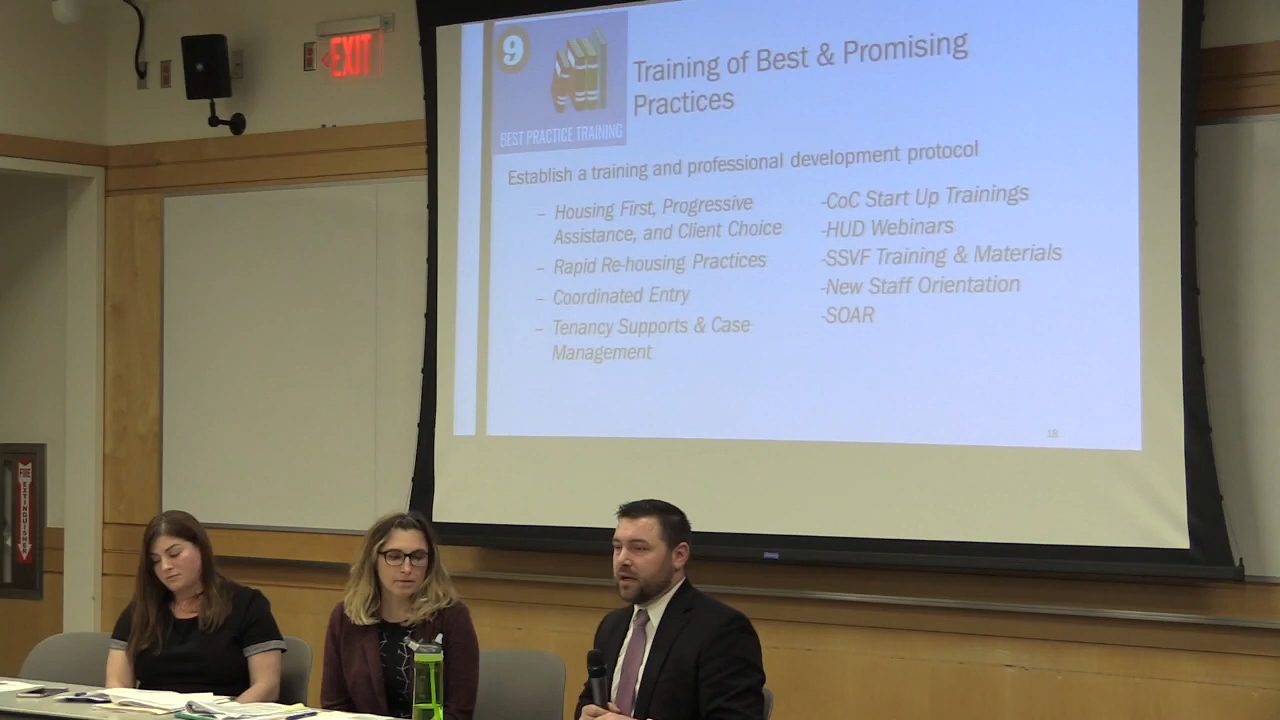 EXIT
9
BEST PRACTICE TRAINING
Training of Best & Promising
Practices
Establish a training and professional development protocol
– Housing First, Progressive
Assistance, and Client Choice
– Rapid Re-housing Practices
– Coordinated Entry
– Tenancy Supports & Case
Management
-CoC Start Up Trainings
-HUD Webinars
-SSVF Training & Materials
-New Staff Orientation
-SOAR
18
FIRE
EXTINGUISHER